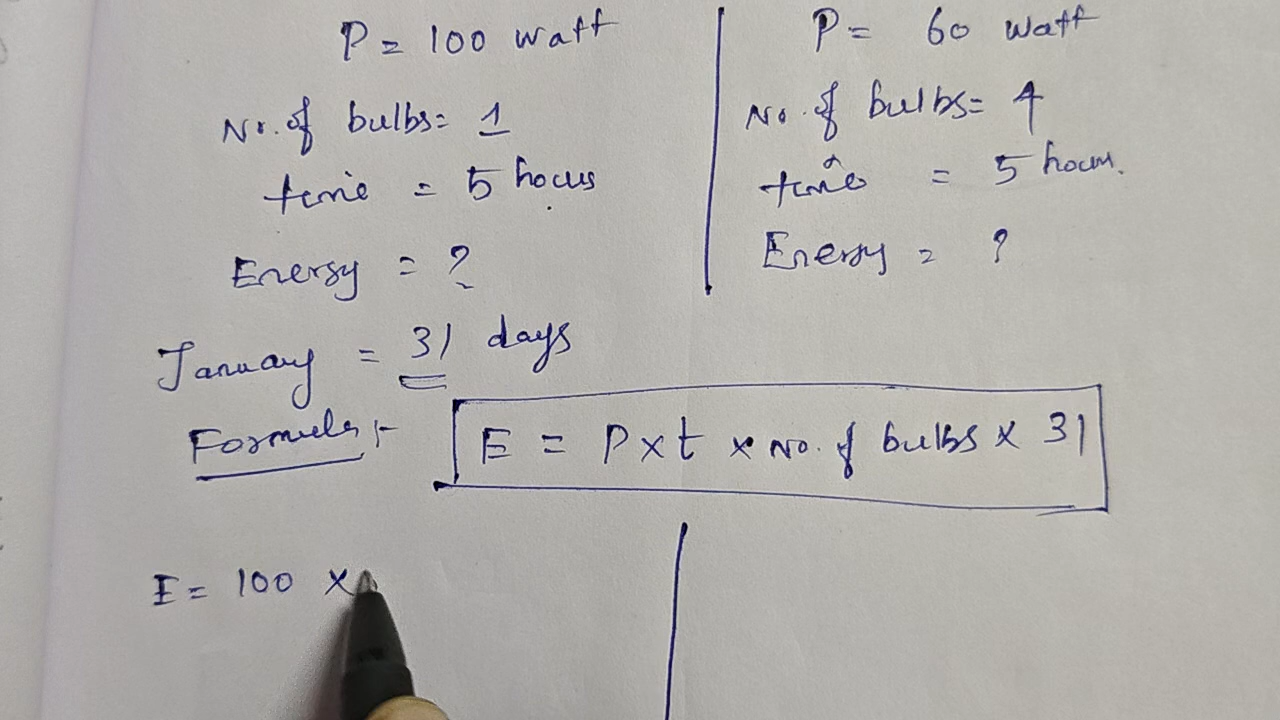 P = 100 watt
No. of bulbs = 1
time = 5 hours
Energy = ?
P = 60 watt
No. of bulbs = 4
time = 5 hours.
Energy = ?
January = 31 days
Formula :-
E = P x t x No. of bulbs x 31
E = 100 x